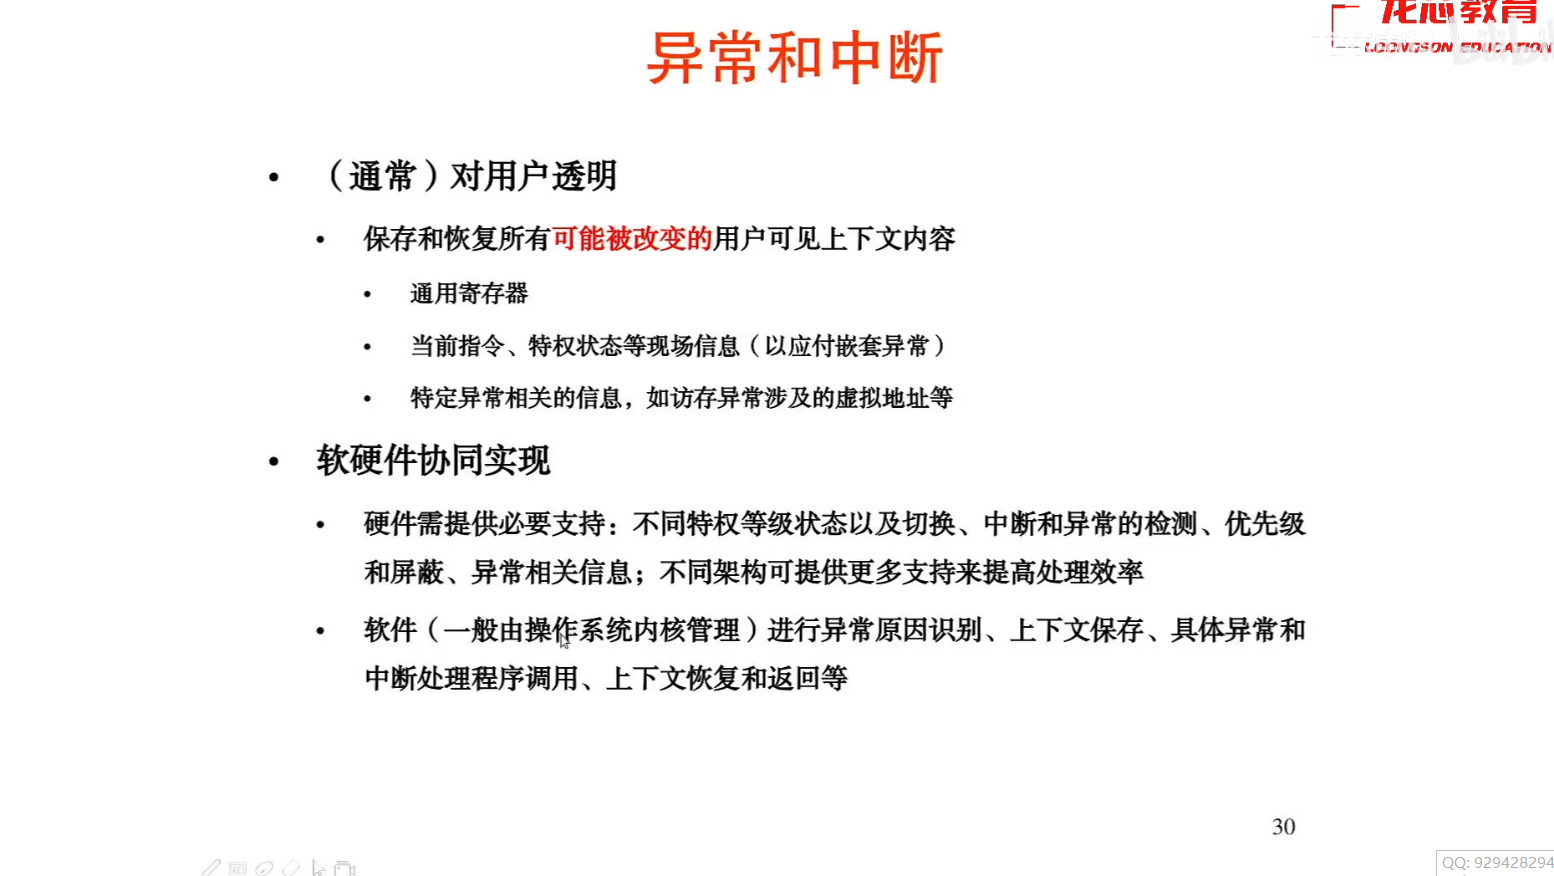 龙芯教育
LOONGSON EDUCATION
异常和中断
• （通常）对用户透明
• 保存和恢复所有可能被改变的用户可见上下文内容
• 通用寄存器
• 当前指令、特权状态等现场信息（以应付嵌套异常）
• 特定异常相关的信息，如访存异常涉及的虚拟地址等
• 软硬件协同实现
• 硬件需提供必要支持：不同特权等级状态以及切换、中断和异常的检测、优先级
和屏蔽、异常相关信息；不同架构可提供更多支持来提高处理效率
• 软件（一般由操作系统内核管理）进行异常原因识别、上下文保存、具体异常和
中断处理程序调用、上下文恢复和返回等
30
QQ: 929428294